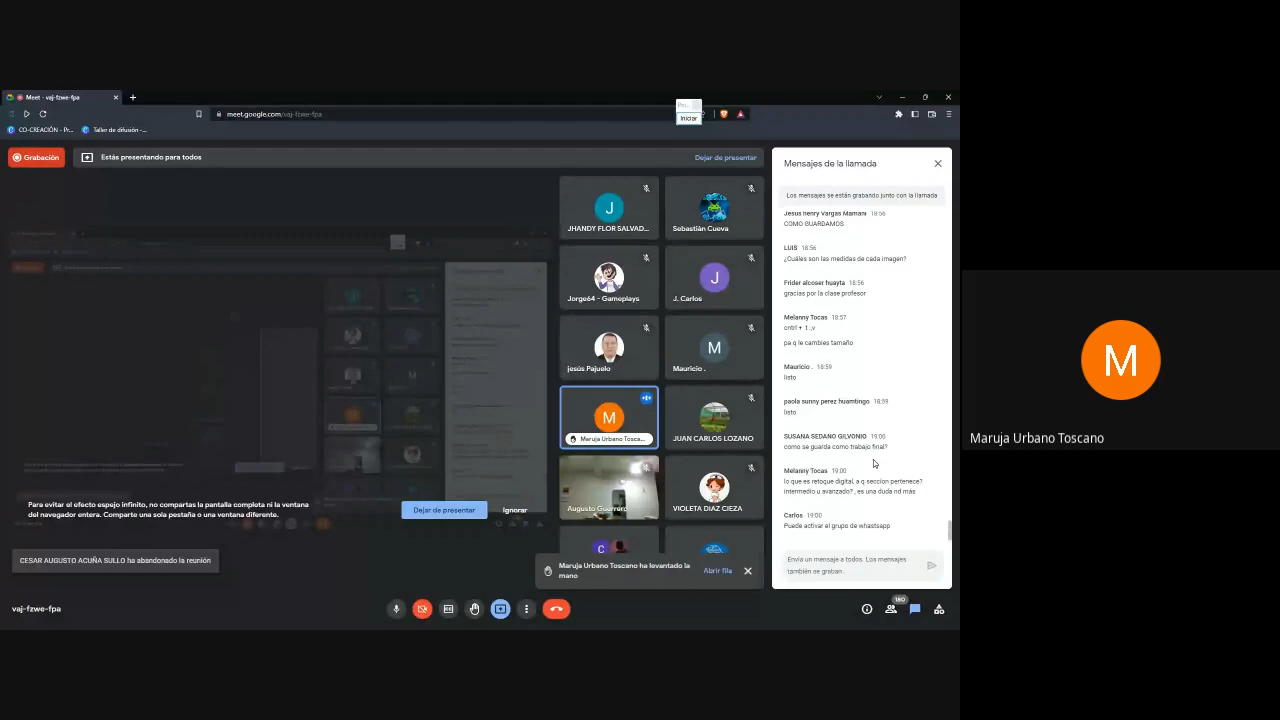 Meet - vaj-fzwe-fpa
meet.google.com/vaj-fzwe-fpa
Iniciar
CO-CREACIÓN - Pr...
Taller de difusión -...
Grabación
Estás presentando para todos
Dejar de presentar
JHANDY FLOR SALVAD...
Sebastián Cueva
Jorge64 - Gameplays
J. Carlos
jesús Pajuelo
Mauricio .
Maruja Urbano Tosca...
JUAN CARLOS LOZANO
Augusto Guerrero
VIOLETA DIAZ CIEZA
Para evitar el efecto espejo infinito, no compartas la pantalla completa ni la ventana
del navegador entera. Comparte una sola pestaña o una ventana diferente.
Dejar de presentar
Ignorar
CESAR AUGUSTO ACUÑA SULLO ha abandonado la reunión
Maruja Urbano Toscano ha levantado la
mano
Abrir fila
vaj-fzwe-fpa
Mensajes de la llamada
Los mensajes se están grabando junto con la llamada
Jesus Henry Vargas Mamani 18:56
COMO GUARDAMOS
LUIS 18:56
¿Cuáles son las medidas de cada imagen?
Frider alcoser huayta 18:56
gracias por la clase profesor
Melanny Tocas 18:57
cntrl + t :,v
pa q le cambies tamaño
Mauricio . 18:59
listo
paola sunny perez huamtingo 18:59
listo
SUSANA SEDANO GILVONIO 19:00
como se guarda como trabajo final?
Melanny Tocas 19:00
lo que es retoque digital, a q seccion pertenece?
intermedio u avanzado? , es una duda nd más
Carlos 19:00
Puede activar el grupo de whastsapp
Envía un mensaje a todos. Los mensajes
también se graban.
180
M
Maruja Urbano Toscano